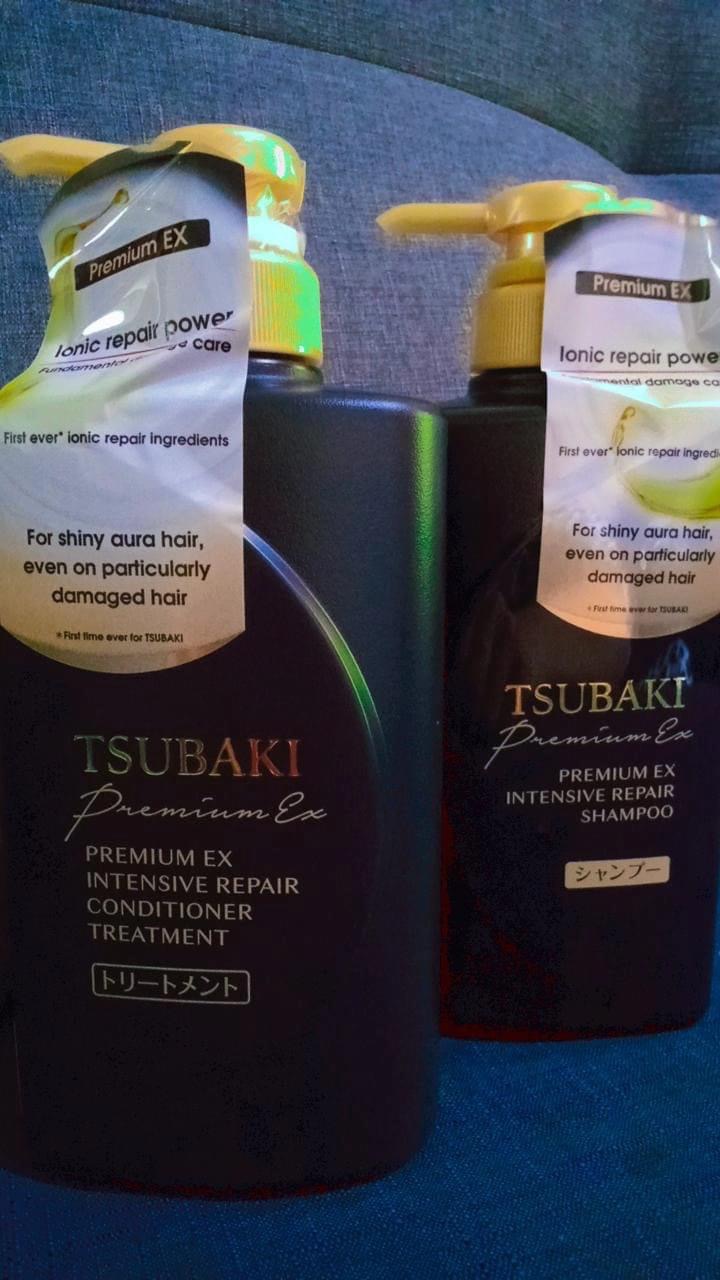 Premium EX
Ionic repair power
Fundamental care
First ever* ionic repair ingredients
For shiny aura hair,
even on particularly
damaged hair
*First time ever for TSUBAKI
TSUBAKI
Premium Ex
PREMIUM EX
INTENSIVE REPAIR
CONDITIONER
TREATMENT
トリートメント
Premium EX
Ionic repair powe
damage ca
First ever* ionic repair ingredi
For shiny aura hair,
even on particularly
damaged hair
*First time ever for TSUBAKI
TSUBAKI
Premium Ex
PREMIUM EX
INTENSIVE REPAIR
SHAMPOO
シャンプー